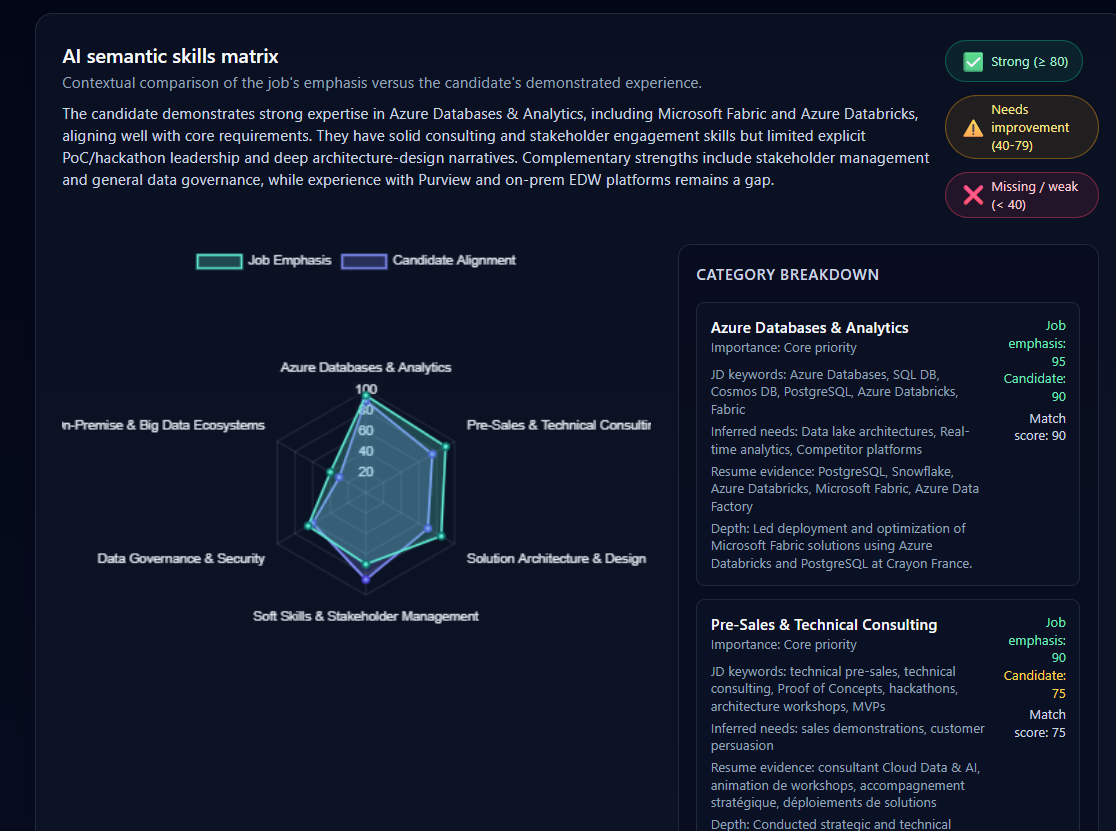 AI semantic skills matrix
Contextual comparison of the job's emphasis versus the candidate's demonstrated experience.
The candidate demonstrates strong expertise in Azure Databases & Analytics, including Microsoft Fabric and Azure Databricks,
aligning well with core requirements. They have solid consulting and stakeholder engagement skills but limited explicit
PoC/hackathon leadership and deep architecture-design narratives. Complementary strengths include stakeholder management
and general data governance, while experience with Purview and on-prem EDW platforms remains a gap.
Strong (≥ 80)
Needs
improvement
(40-79)
Missing / weak
(< 40)
Job Emphasis
Candidate Alignment
Azure Databases & Analytics
100
80
60
40
20
n-Premise & Big Data Ecosystems
Pre-Sales & Technical Consultin
Data Governance & Security
Solution Architecture & Design
Soft Skills & Stakeholder Management
CATEGORY BREAKDOWN
Azure Databases & Analytics
Importance: Core priority
JD keywords: Azure Databases, SQL DB,
Cosmos DB, PostgreSQL, Azure Databricks,
Fabric
Inferred needs: Data lake architectures, Real-
time analytics, Competitor platforms
Resume evidence: PostgreSQL, Snowflake,
Azure Databricks, Microsoft Fabric, Azure Data
Factory
Depth: Led deployment and optimization of
Microsoft Fabric solutions using Azure
Databricks and PostgreSQL at Crayon France.
Job
emphasis:
95
Candidate:
90
Match
score: 90
Pre-Sales & Technical Consulting
Importance: Core priority
JD keywords: technical pre-sales, technical
consulting, Proof of Concepts, hackathons,
architecture workshops, MVPs
Inferred needs: sales demonstrations, customer
persuasion
Resume evidence: consultant Cloud Data & AI,
animation de workshops, accompagnement
stratégique, déploiements de solutions
Depth: Conducted strategic and technical
Job
emphasis:
90
Candidate:
75
Match
score: 75